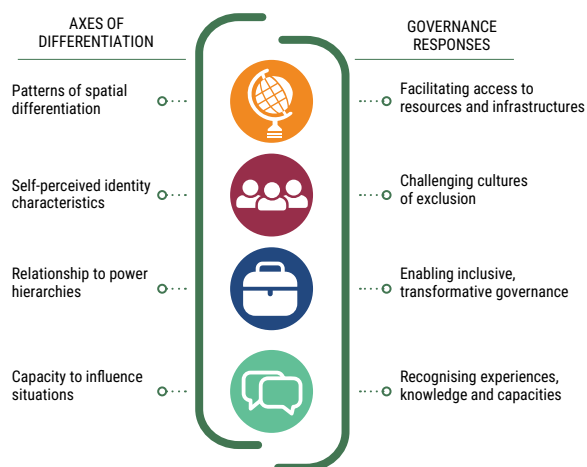 AXES OF
DIFFERENTIATION
GOVERNANCE
RESPONSES
Patterns of spatial
differentiation
Facilitating access to
resources and infrastructures
Self-perceived identity
characteristics
Challenging cultures
of exclusion
Relationship to power
hierarchies
Enabling inclusive,
transformative governance
Capacity to influence
situations
Recognising experiences,
knowledge and capacities